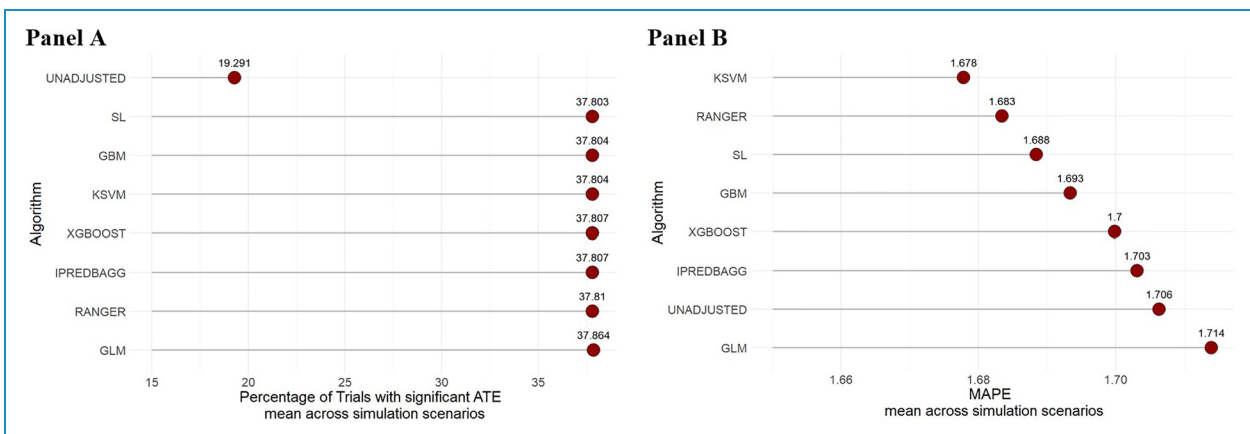 Panel A
UNADJUSTED
19.291
SL
37.803
GBM
37.804
KSVM
37.804
XGBOOST
37.807
IPREDBAGG
37.807
RANGER
37.81
GLM
37.864
Algorithm
15 20 25 30 35
Percentage of Trials with significant ATE
mean across simulation scenarios
Panel B
KSVM
1.678
RANGER
1.683
SL
1.688
GBM
1.693
XGBOOST
1.7
IPREDBAGG
1.703
UNADJUSTED
1.706
GLM
1.714
Algorithm
1.66 1.68 1.70
MAPE
mean across simulation scenarios